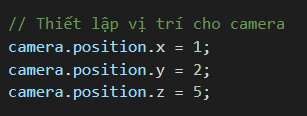 // Thiết lập vị trí cho camera
camera.position.x = 1;
camera.position.y = 2;
camera.position.z = 5;